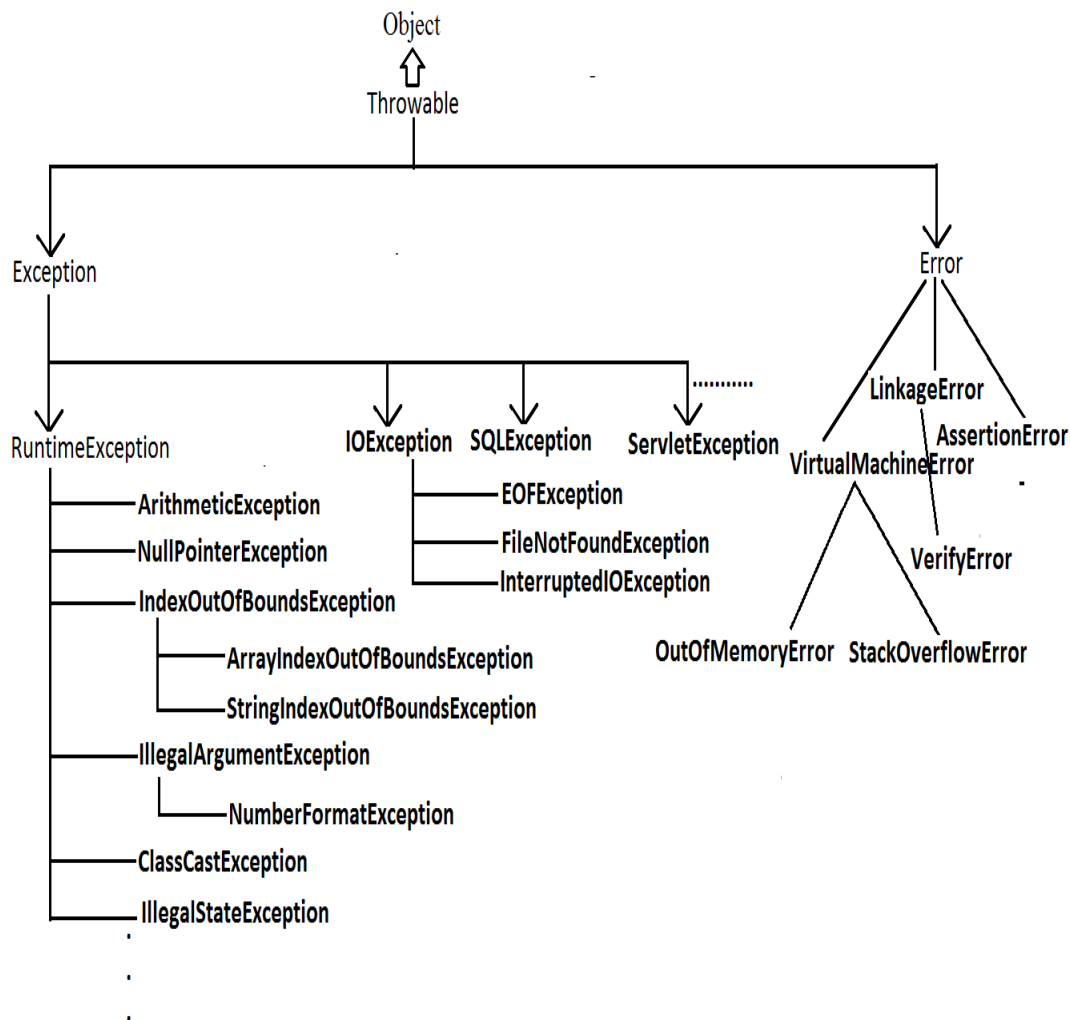 Object
Throwable
Exception
Error
LinkageError
RuntimeException
IOException
SQLException
ServletException
...........
AssertionError
VirtualMachineError
ArithmeticException
EOFException
NullPointerException
FileNotFoundException
VerifyError
IndexOutOfBoundsException
InterruptedIOException
ArrayIndexOutOfBoundsException
OutOfMemoryError
StackOverflowError
StringIndexOutOfBoundsException
IllegalArgumentException
NumberFormatException
ClassCastException
IllegalStateException
.
.
.